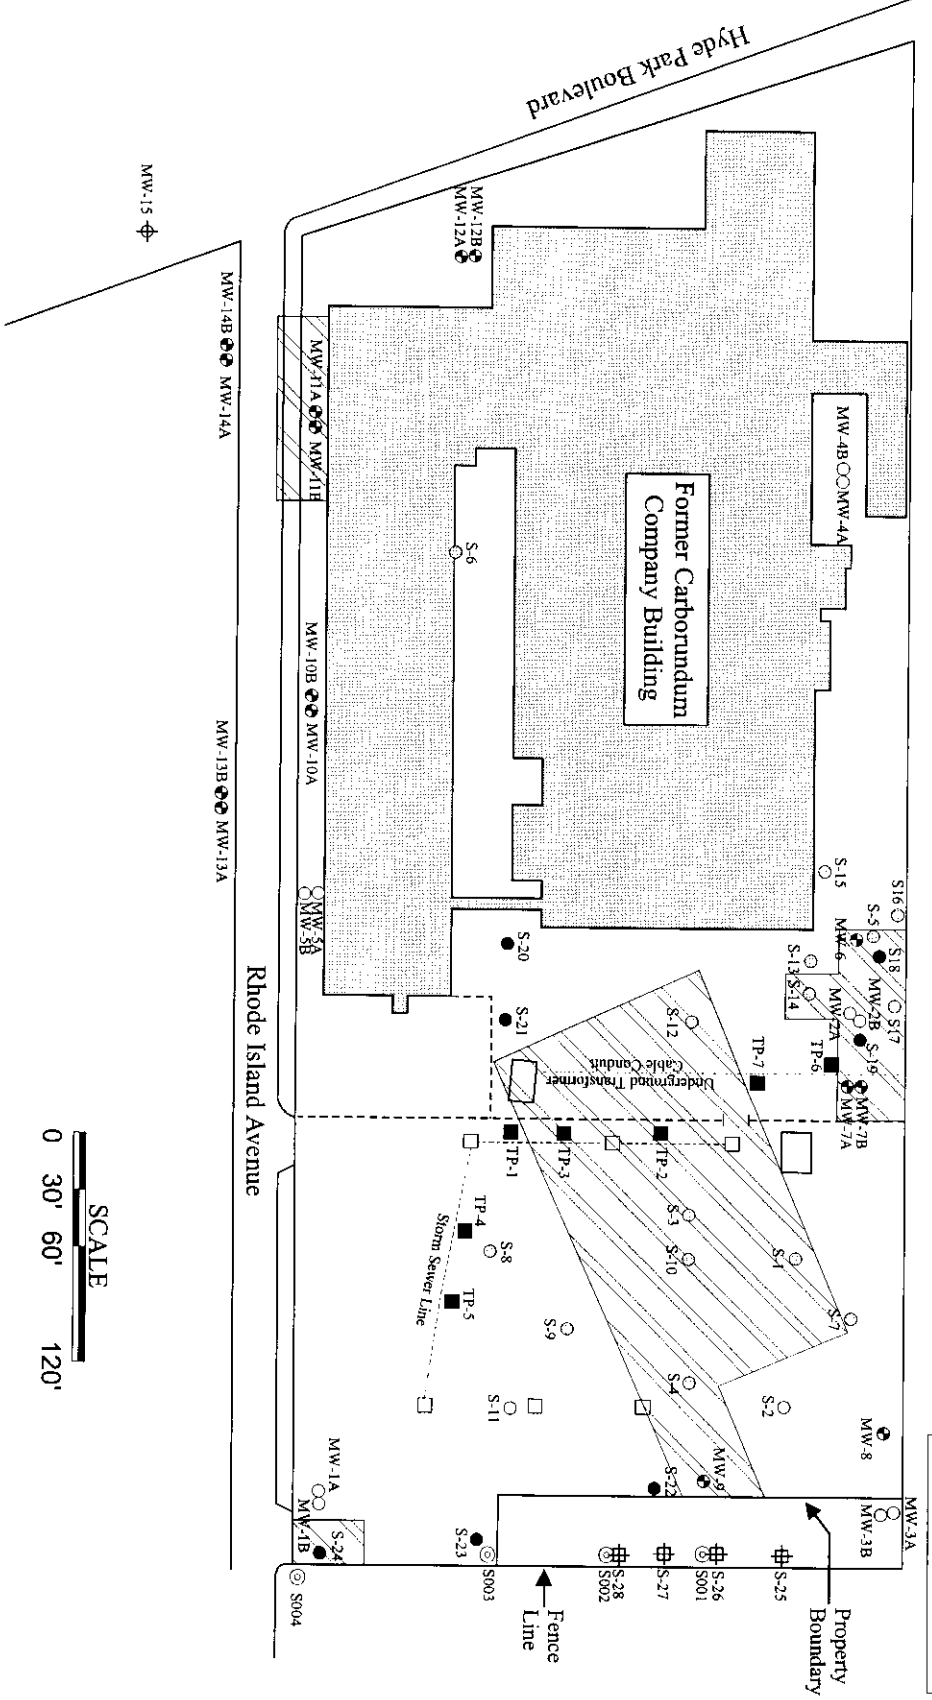 Hyde Park Boulevard
MW-15
MW-12B
MW-12A
MW-14B
MW-14A
MW-11A
MW-11B
MW-4B
MW-4A
Former Carborundum
Company Building
S-6
MW-10B
MW-10A
MW-13B
MW-13A
MW-5A
MW-5B
Rhode Island Avenue
S-15
S16
S-5
MW-6
S18
S-13
S-14
MW-2B
MW-2A
S17
S-19
S-20
S-21
S-12
TP-6
TP-7
MW-7B
MW-7A
Underground Transformer
Cable Conduit
TP-1
TP-3
TP-2
TP-4
TP-5
Storm Sewer Line
S-3
S-10
S-1
S-7
S-8
S-9
S-11
S-4
S-2
MW-8
MW-9
S-22
S-23
MW-1A
MW-1B
S-24
MW-3A
MW-3B
S004
S003
S002
S-28
S-27
S001
S-26
S-25
Fence
Line
Property
Boundary
SCALE
0 30' 60' 120'